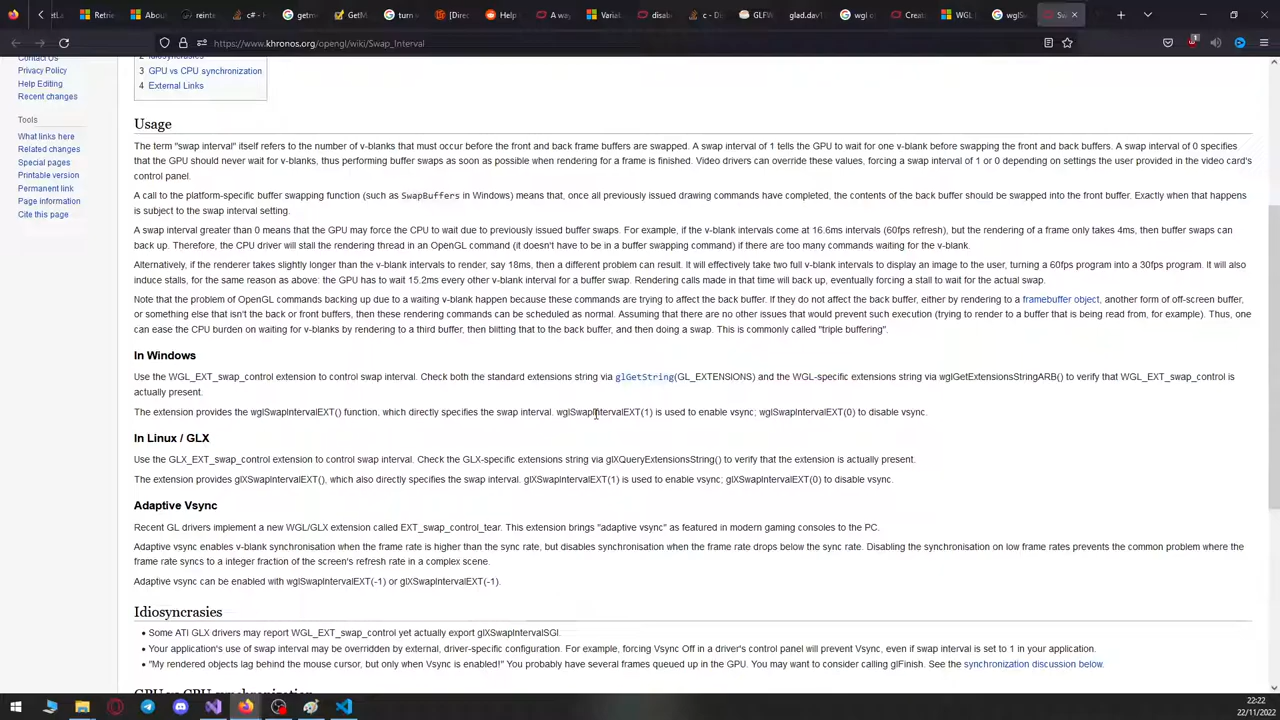 Retrie
About
reinte
c# -
getm
GetM
turn w
[Direc
Help
A way
Varial
disab
c - Di
GLFW
glad.dav1
wgl e
Creat
WGL
wglS
Sw
https://www.khronos.org/opengl/wiki/Swap_Interval
1
Contact Us
Privacy Policy
Help Editing
Recent changes
Tools
What links here
Related changes
Special pages
Printable version
Permanent link
Page information
Cite this page
2 Idiosyncrasies
3 GPU vs CPU synchronization
4 External Links
Usage
The term "swap interval" itself refers to the number of v-blanks that must occur before the front and back frame buffers are swapped. A swap interval of 1 tells the GPU to wait for one v-blank before swapping the front and back buffers. A swap interval of 0 specifies
that the GPU should never wait for v-blanks, thus performing buffer swaps as soon as possible when rendering for a frame is finished. Video drivers can override these values, forcing a swap interval of 1 or 0 depending on settings the user provided in the video card's
control panel.
A call to the platform-specific buffer swapping function (such as SwapBuffers in Windows) means that, once all previously issued drawing commands have completed, the contents of the back buffer should be swapped into the front buffer. Exactly when that happens
is subject to the swap interval setting.
A swap interval greater than 0 means that the GPU may force the CPU to wait due to previously issued buffer swaps. For example, if the v-blank intervals come at 16.6ms intervals (60fps refresh), but the rendering of a frame only takes 4ms, then buffer swaps can
back up. Therefore, the CPU driver will stall the rendering thread in an OpenGL command (it doesn't have to be in a buffer swapping command) if there are too many commands waiting for the v-blank.
Alternatively, if the renderer takes slightly longer than the v-blank intervals to render, say 18ms, then a different problem can result. It will effectively take two full v-blank intervals to display an image to the user, turning a 60fps program into a 30fps program. It will also
induce stalls, for the same reason as above: the GPU has to wait 15.2ms every other v-blank interval for a buffer swap. Rendering calls made in that time will back up, eventually forcing a stall to wait for the actual swap.
Note that the problem of OpenGL commands backing up due to a waiting v-blank happen because these commands are trying to affect the back buffer. If they do not affect the back buffer, either by rendering to a framebuffer object, another form of off-screen buffer,
or something else that isn't the back or front buffers, then these rendering commands can be scheduled as normal. Assuming that there are no other issues that would prevent such execution (trying to render to a buffer that is being read from, for example). Thus, one
can ease the CPU burden on waiting for v-blanks by rendering to a third buffer, then blitting that to the back buffer, and then doing a swap. This is commonly called "triple buffering".
In Windows
Use the WGL_EXT_swap_control extension to control swap interval. Check both the standard extensions string via glGetString(GL_EXTENSIONS) and the WGL-specific extensions string via wglGetExtensionsStringARB() to verify that WGL_EXT_swap_control is
actually present.
The extension provides the wglSwapIntervalEXT() function, which directly specifies the swap interval. wglSwapIntervalEXT(1) is used to enable vsync; wglSwapIntervalEXT(0) to disable vsync.
In Linux / GLX
Use the GLX_EXT_swap_control extension to control swap interval. Check the GLX-specific extensions string via glXQueryExtensionsString() to verify that the extension is actually present.
The extension provides glXSwapIntervalEXT(), which also directly specifies the swap interval. glXSwapIntervalEXT(1) is used to enable vsync; glXSwapIntervalEXT(0) to disable vsync.
Adaptive Vsync
Recent GL drivers implement a new WGL/GLX extension called EXT_swap_control_tear. This extension brings "adaptive vsync" as featured in modern gaming consoles to the PC.
Adaptive vsync enables v-blank synchronisation when the frame rate is higher than the sync rate, but disables synchronisation when the frame rate drops below the sync rate. Disabling the synchronisation on low frame rates prevents the common problem where the
frame rate syncs to a integer fraction of the screen's refresh rate in a complex scene.
Adaptive vsync can be enabled with wglSwapIntervalEXT(-1) or glXSwapIntervalEXT(-1).
Idiosyncrasies
Some ATI GLX drivers may report WGL_EXT_swap_control yet actually export glXSwapIntervalSGI.
Your application's use of swap interval may be overridden by external, driver-specific configuration. For example, forcing Vsync Off in a driver's control panel will prevent Vsync, even if swap interval is set to 1 in your application.
"My rendered objects lag behind the mouse cursor, but only when Vsync is enabled!" You probably have several frames queued up in the GPU. You may want to consider calling glFinish. See the synchronization discussion below.
GPU vs CPU synchronization
22:22
22/11/2022